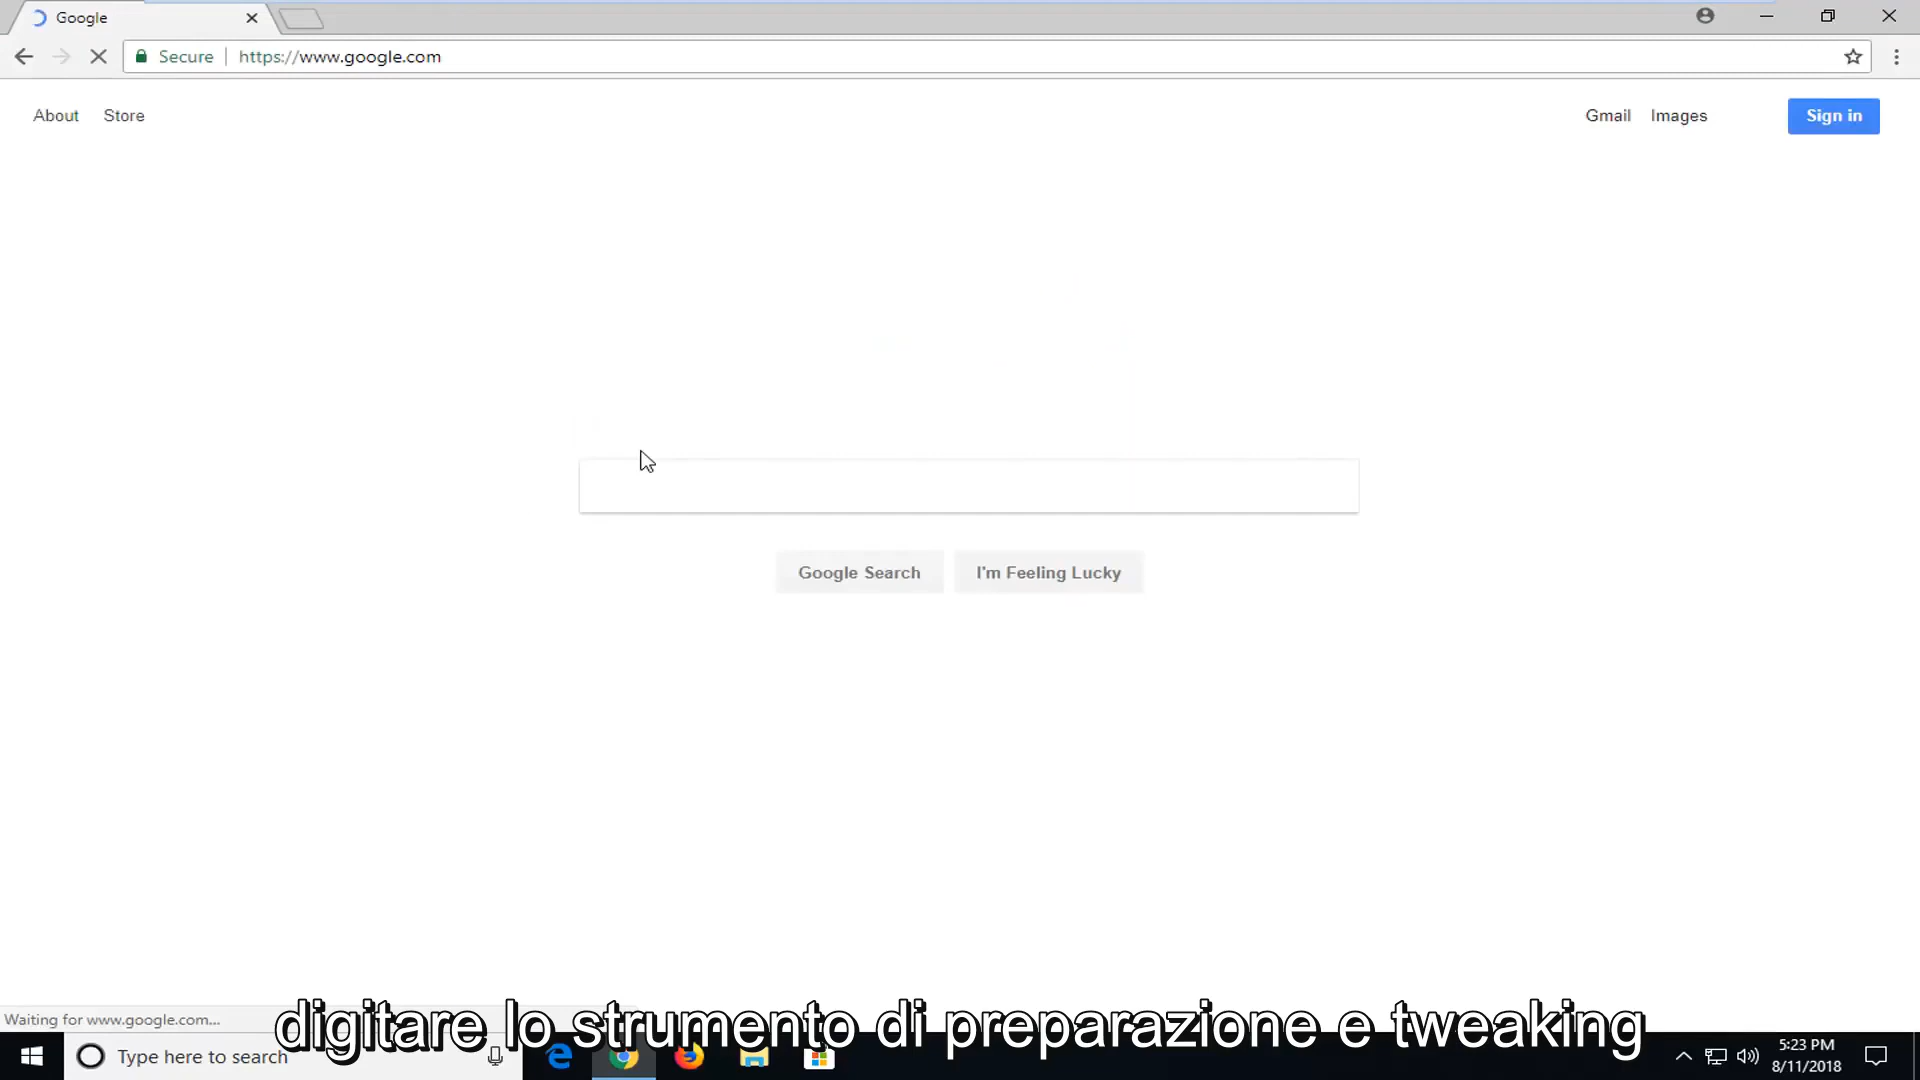 Google
Secure
https://www.google.com
About
Store
Gmail
Images
Sign in
Google Search
I'm Feeling Lucky
Waiting for www.google.com...
digitare lo strumento di preparazione e tweaking
Type here to search
5:23 PM
8/11/2018